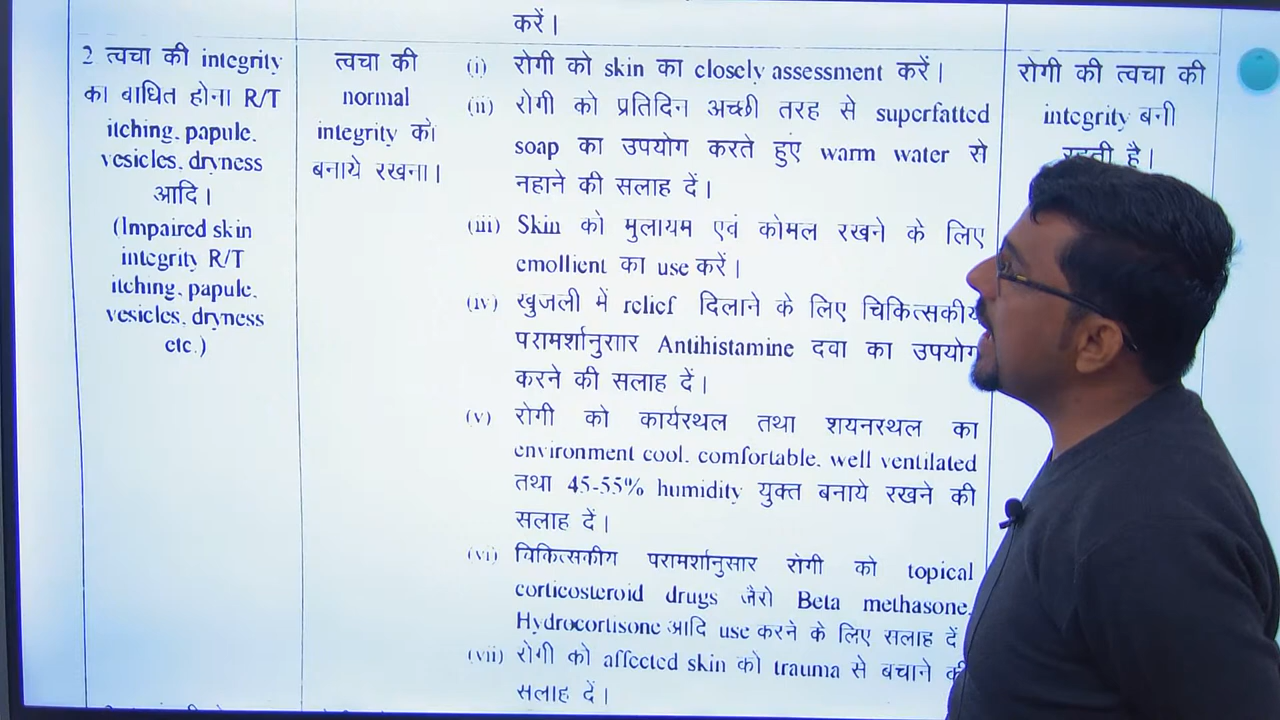 करें।
2 त्वचा की integrity
का बाधित होना R/T
itching, papule,
vesicles, dryness
आदि।
(Impaired skin
integrity R/T
itching, papule,
vesicles, dryness
etc.)
त्वचा की
normal
integrity को
बनाये रखना।
(i) रोगी को skin का closely assessment करें।
(ii) रोगी को प्रतिदिन अच्छी तरह से superfatted
soap का उपयोग करते हुए warm water से
नहाने की सलाह दें।
(iii) Skin को मुलायम एवं कोमल रखने के लिए
emollient का use करें।
(iv) खुजली में relief दिलाने के लिए चिकित्सकीय
परामर्शानुसार Antihistamine दवा का उपयोग
करने की सलाह दें।
(v) रोगी को कार्यस्थल तथा शयनस्थल का
environment cool, comfortable, well ventilated
तथा 45-55% humidity युक्त बनाये रखने की
सलाह दें।
(vi) चिकित्सकीय परामर्शानुसार रोगी को topical
corticosteroid drugs जैसे Beta methasone,
Hydrocortisone आदि use करने के लिए सलाह दें
(vii) रोगी को affected skin को trauma से बचाने की
सलाह दें।
रोगी की त्वचा की
integrity बनी
रहती है।